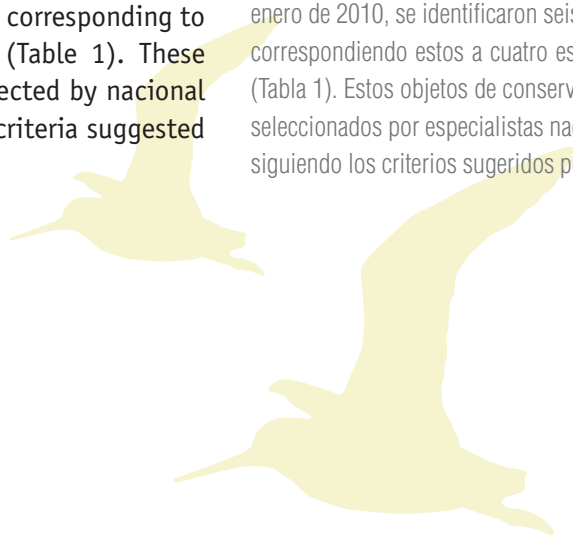 corresponding to
(Table 1). These
ected by nacional
criteria suggested
enero de 2010, se identificaron seis
correspondiendo estos a cuatro es
(Tabla 1). Estos objetos de conserv
seleccionados por especialistas na
siguiendo los criterios sugeridos p